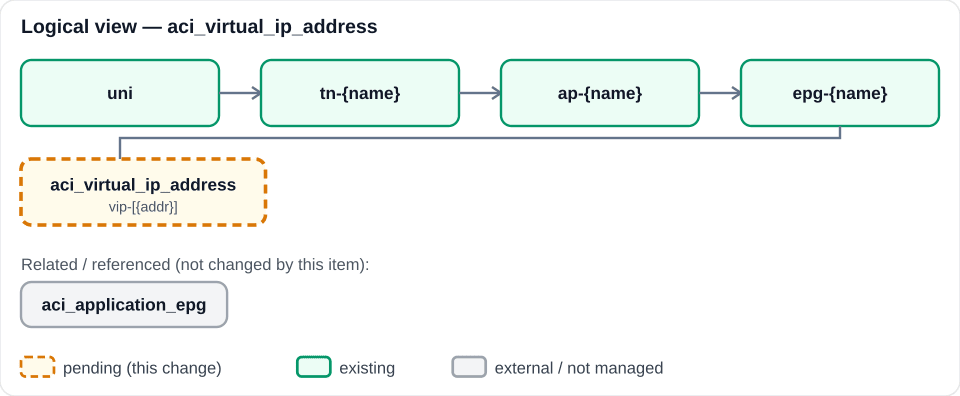 Logical view — aci_virtual_ip_address
uni
tn-{name}
ap-{name}
epg-{name}
aci_virtual_ip_address
vip-[{addr}]
Related / referenced (not changed by this item):
aci_application_epg
pending (this change)
existing
external / not managed